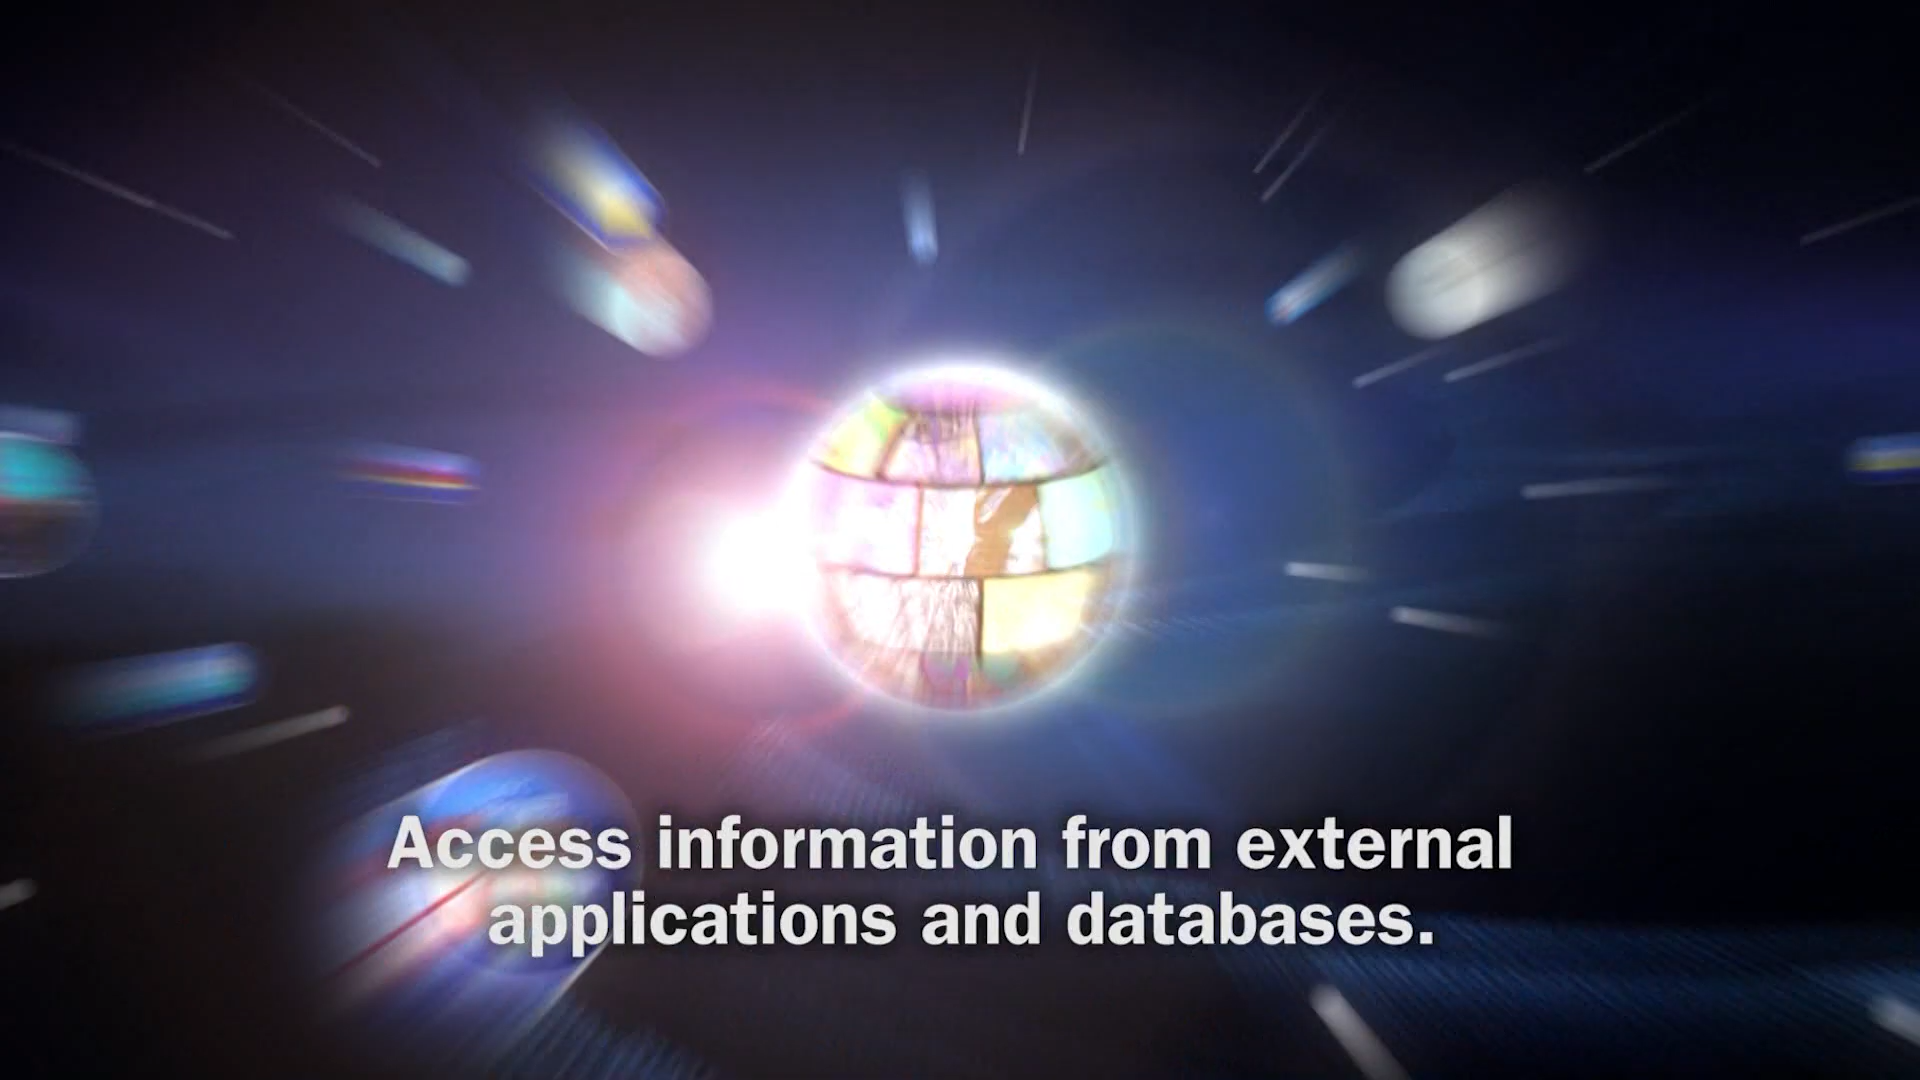 Access information from external
applications and databases.